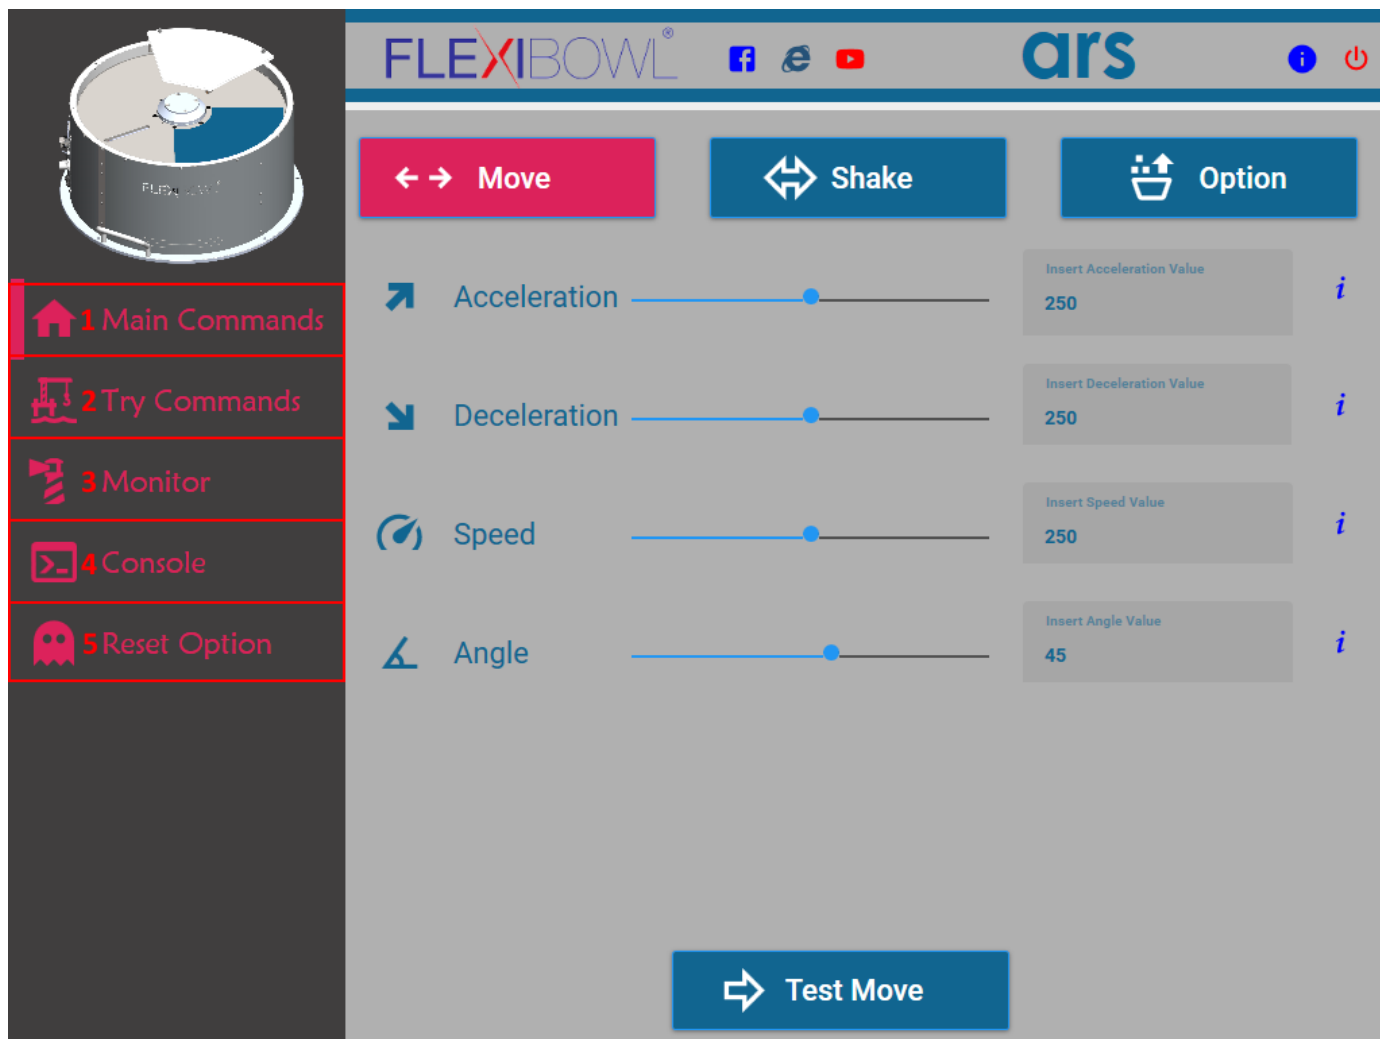 FLEXIBOWL®
ars
Move
Shake
Option
1 Main Commands
2 Try Commands
3 Monitor
4 Console
5 Reset Option
Acceleration
Insert Acceleration Value
250
i
Deceleration
Insert Deceleration Value
250
i
Speed
Insert Speed Value
250
i
Angle
Insert Angle Value
45
i
Test Move